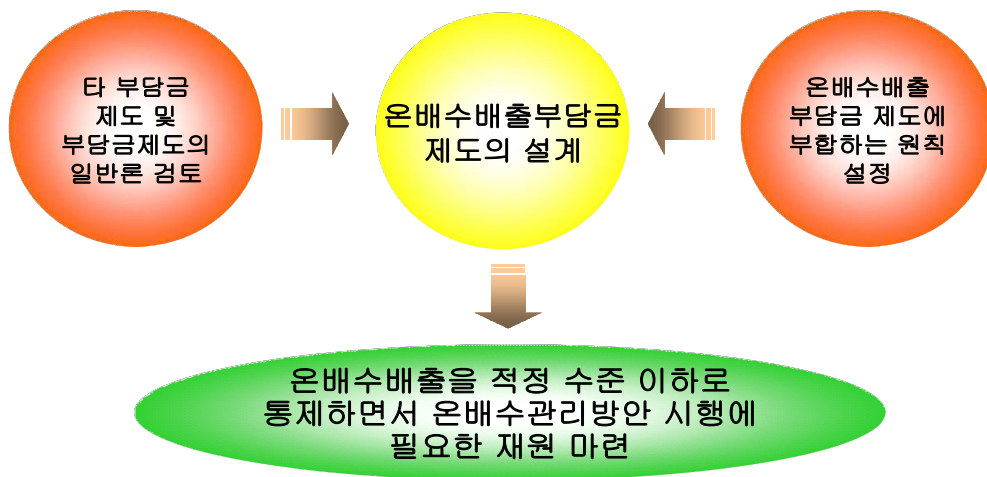 타 부담금
제도 및
부담금제도의
일반론 검토
온배수배출부담금
제도의 설계
온배수배출
부담금 제도에
부합하는 원칙
설정
온배수배출을 적정 수준 이하로
통제하면서 온배수관리방안 시행에
필요한 재원 마련